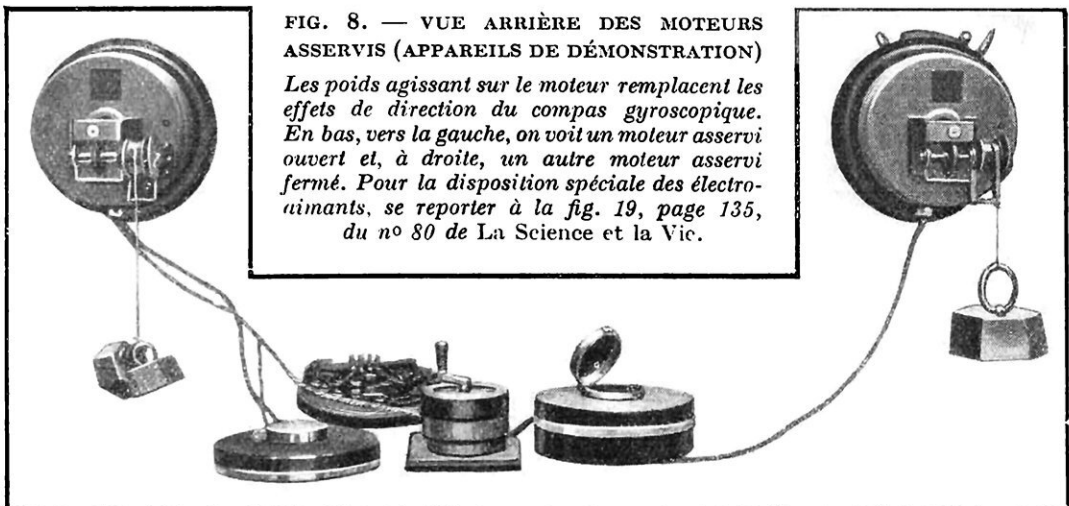 FIG. 8. — VUE ARRIÈRE DES MOTEURS
ASSERVIS (APPAREILS DE DÉMONSTRATION)
Les poids agissant sur le moteur remplacent les
effets de direction du compas gyroscopique.
En bas, vers la gauche, on voit un moteur asservi
ouvert et, à droite, un autre moteur asservi
fermé. Pour la disposition spéciale des électro-
aimants, se reporter à la fig. 19, page 135,
du nº 80 de La Science et la Vie.